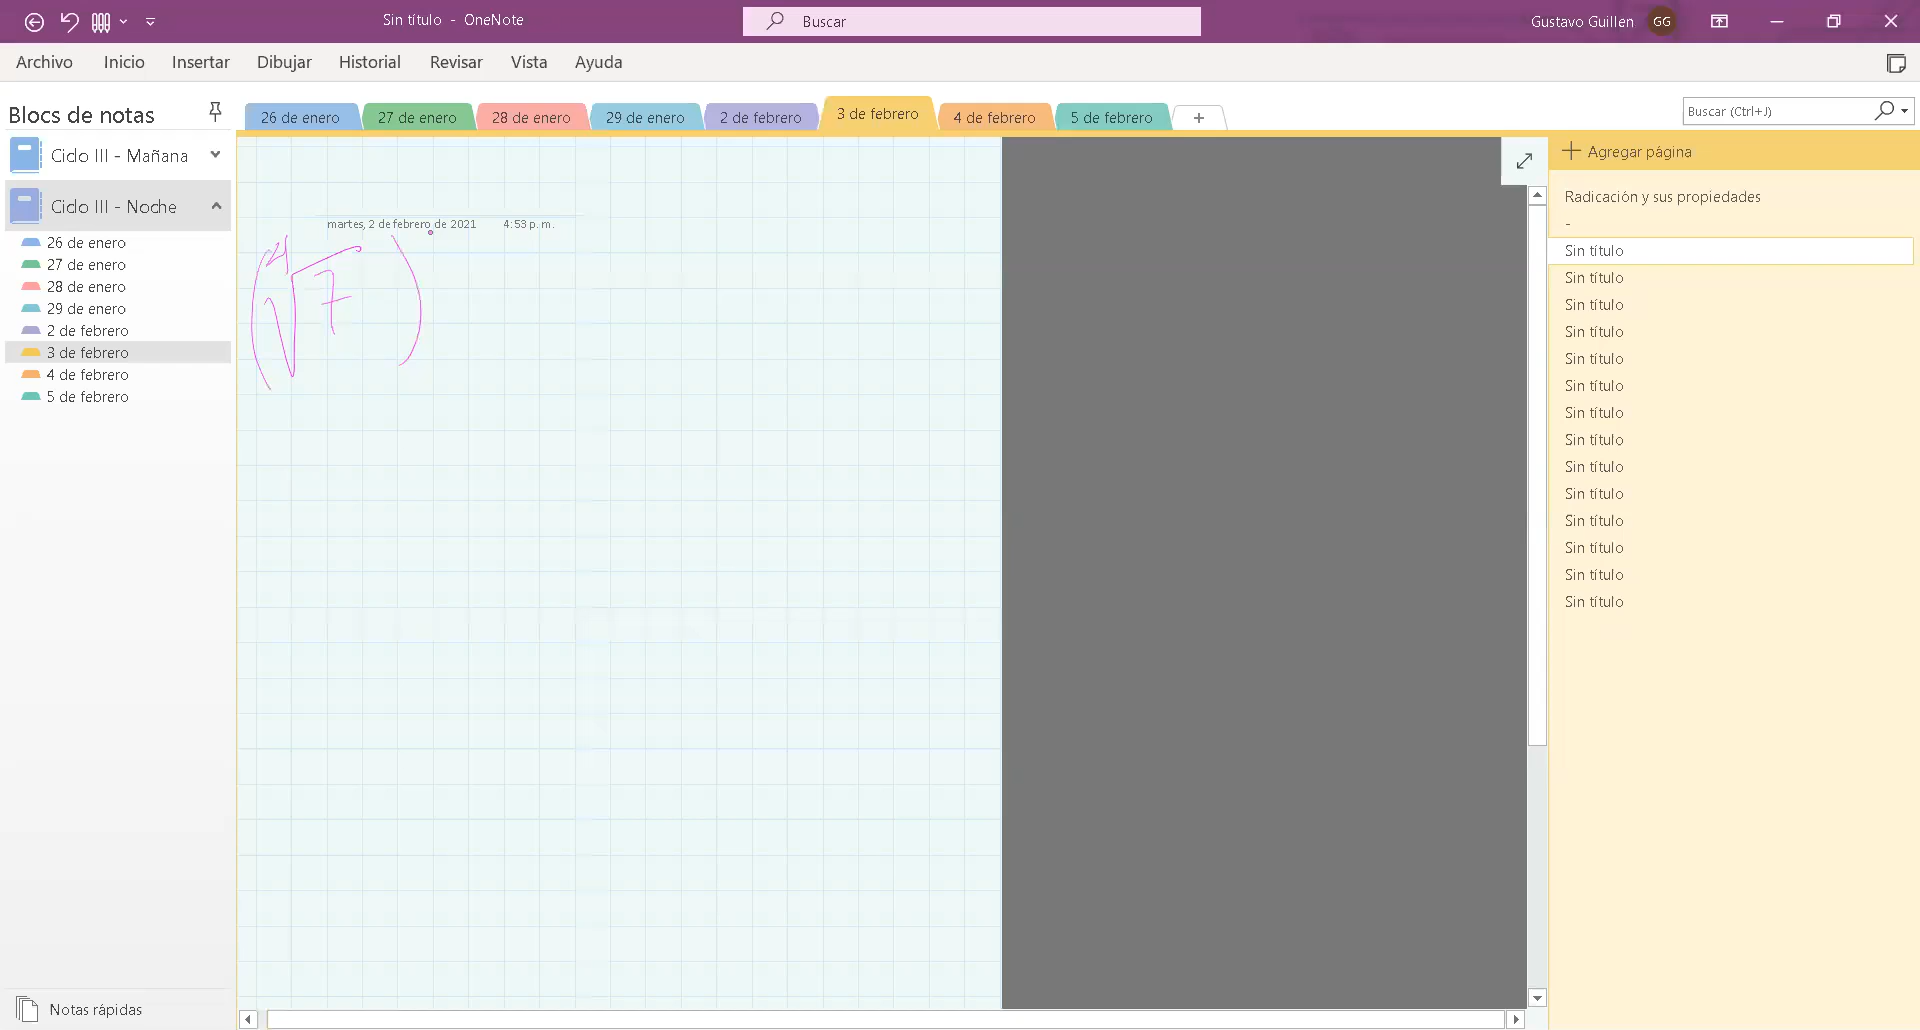 Sin título - OneNote
Buscar
Gustavo Guillen
GG
Archivo Inicio Insertar Dibujar Historial Revisar Vista Ayuda
Blocs de notas
26 de enero 27 de enero 28 de enero 29 de enero 2 de febrero 3 de febrero 4 de febrero 5 de febrero +
Buscar (Ctrl+J)
Ciclo III - Mañana
Ciclo III - Noche
26 de enero
27 de enero
28 de enero
29 de enero
2 de febrero
3 de febrero
4 de febrero
5 de febrero
Notas rápidas
martes, 2 de febrero de 2021 4:53 p. m.
(∜7)
Agregar página
Radicación y sus propiedades
-
Sin título
Sin título
Sin título
Sin título
Sin título
Sin título
Sin título
Sin título
Sin título
Sin título
Sin título
Sin título
Sin título
Sin título